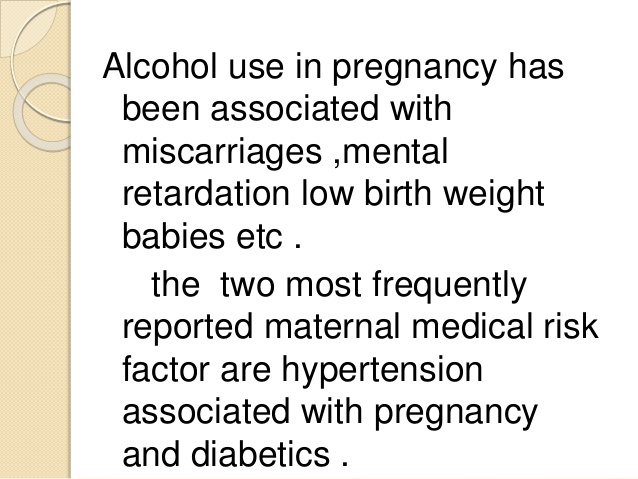 Alcohol use in pregnancy has
been associated with
miscarriages ,mental
retardation low birth weight
babies etc .
the two most frequently
reported maternal medical risk
factor are hypertension
associated with pregnancy
and diabetics .